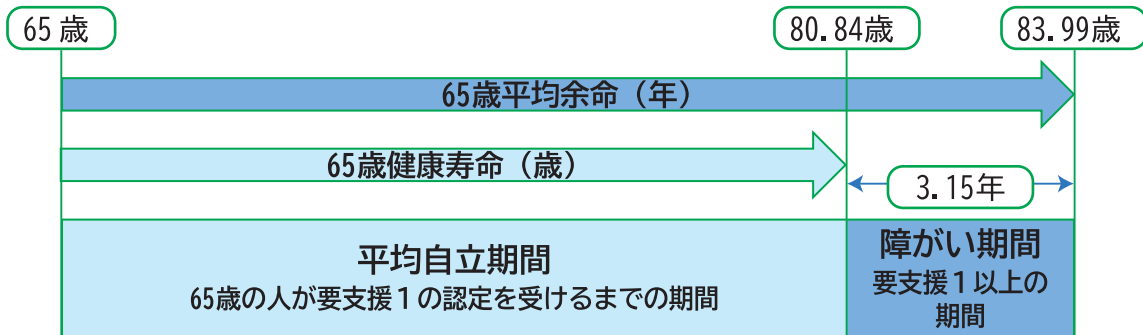 65歳
80.84歳
83.99歳
65歳平均余命（年）
65歳健康寿命（歳）
3.15年
平均自立期間
65歳の人が要支援１の認定を受けるまでの期間
障がい期間
要支援１以上の
期間